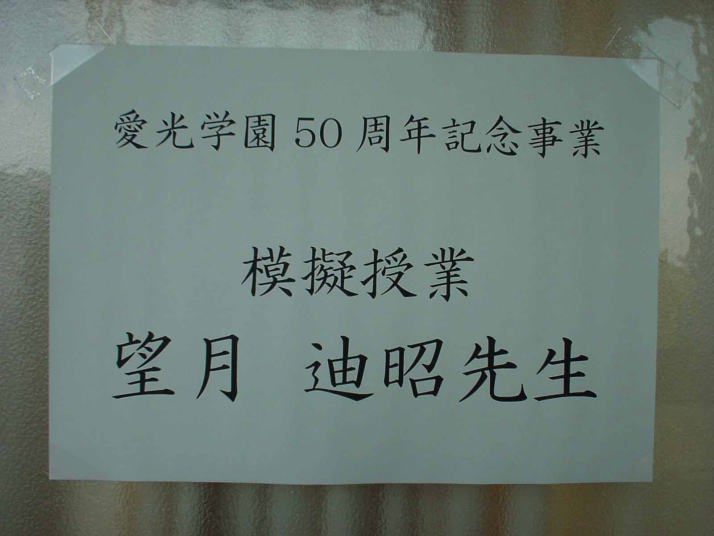 愛光学園 50 周年記念事業
模擬授業
望月　迪昭先生